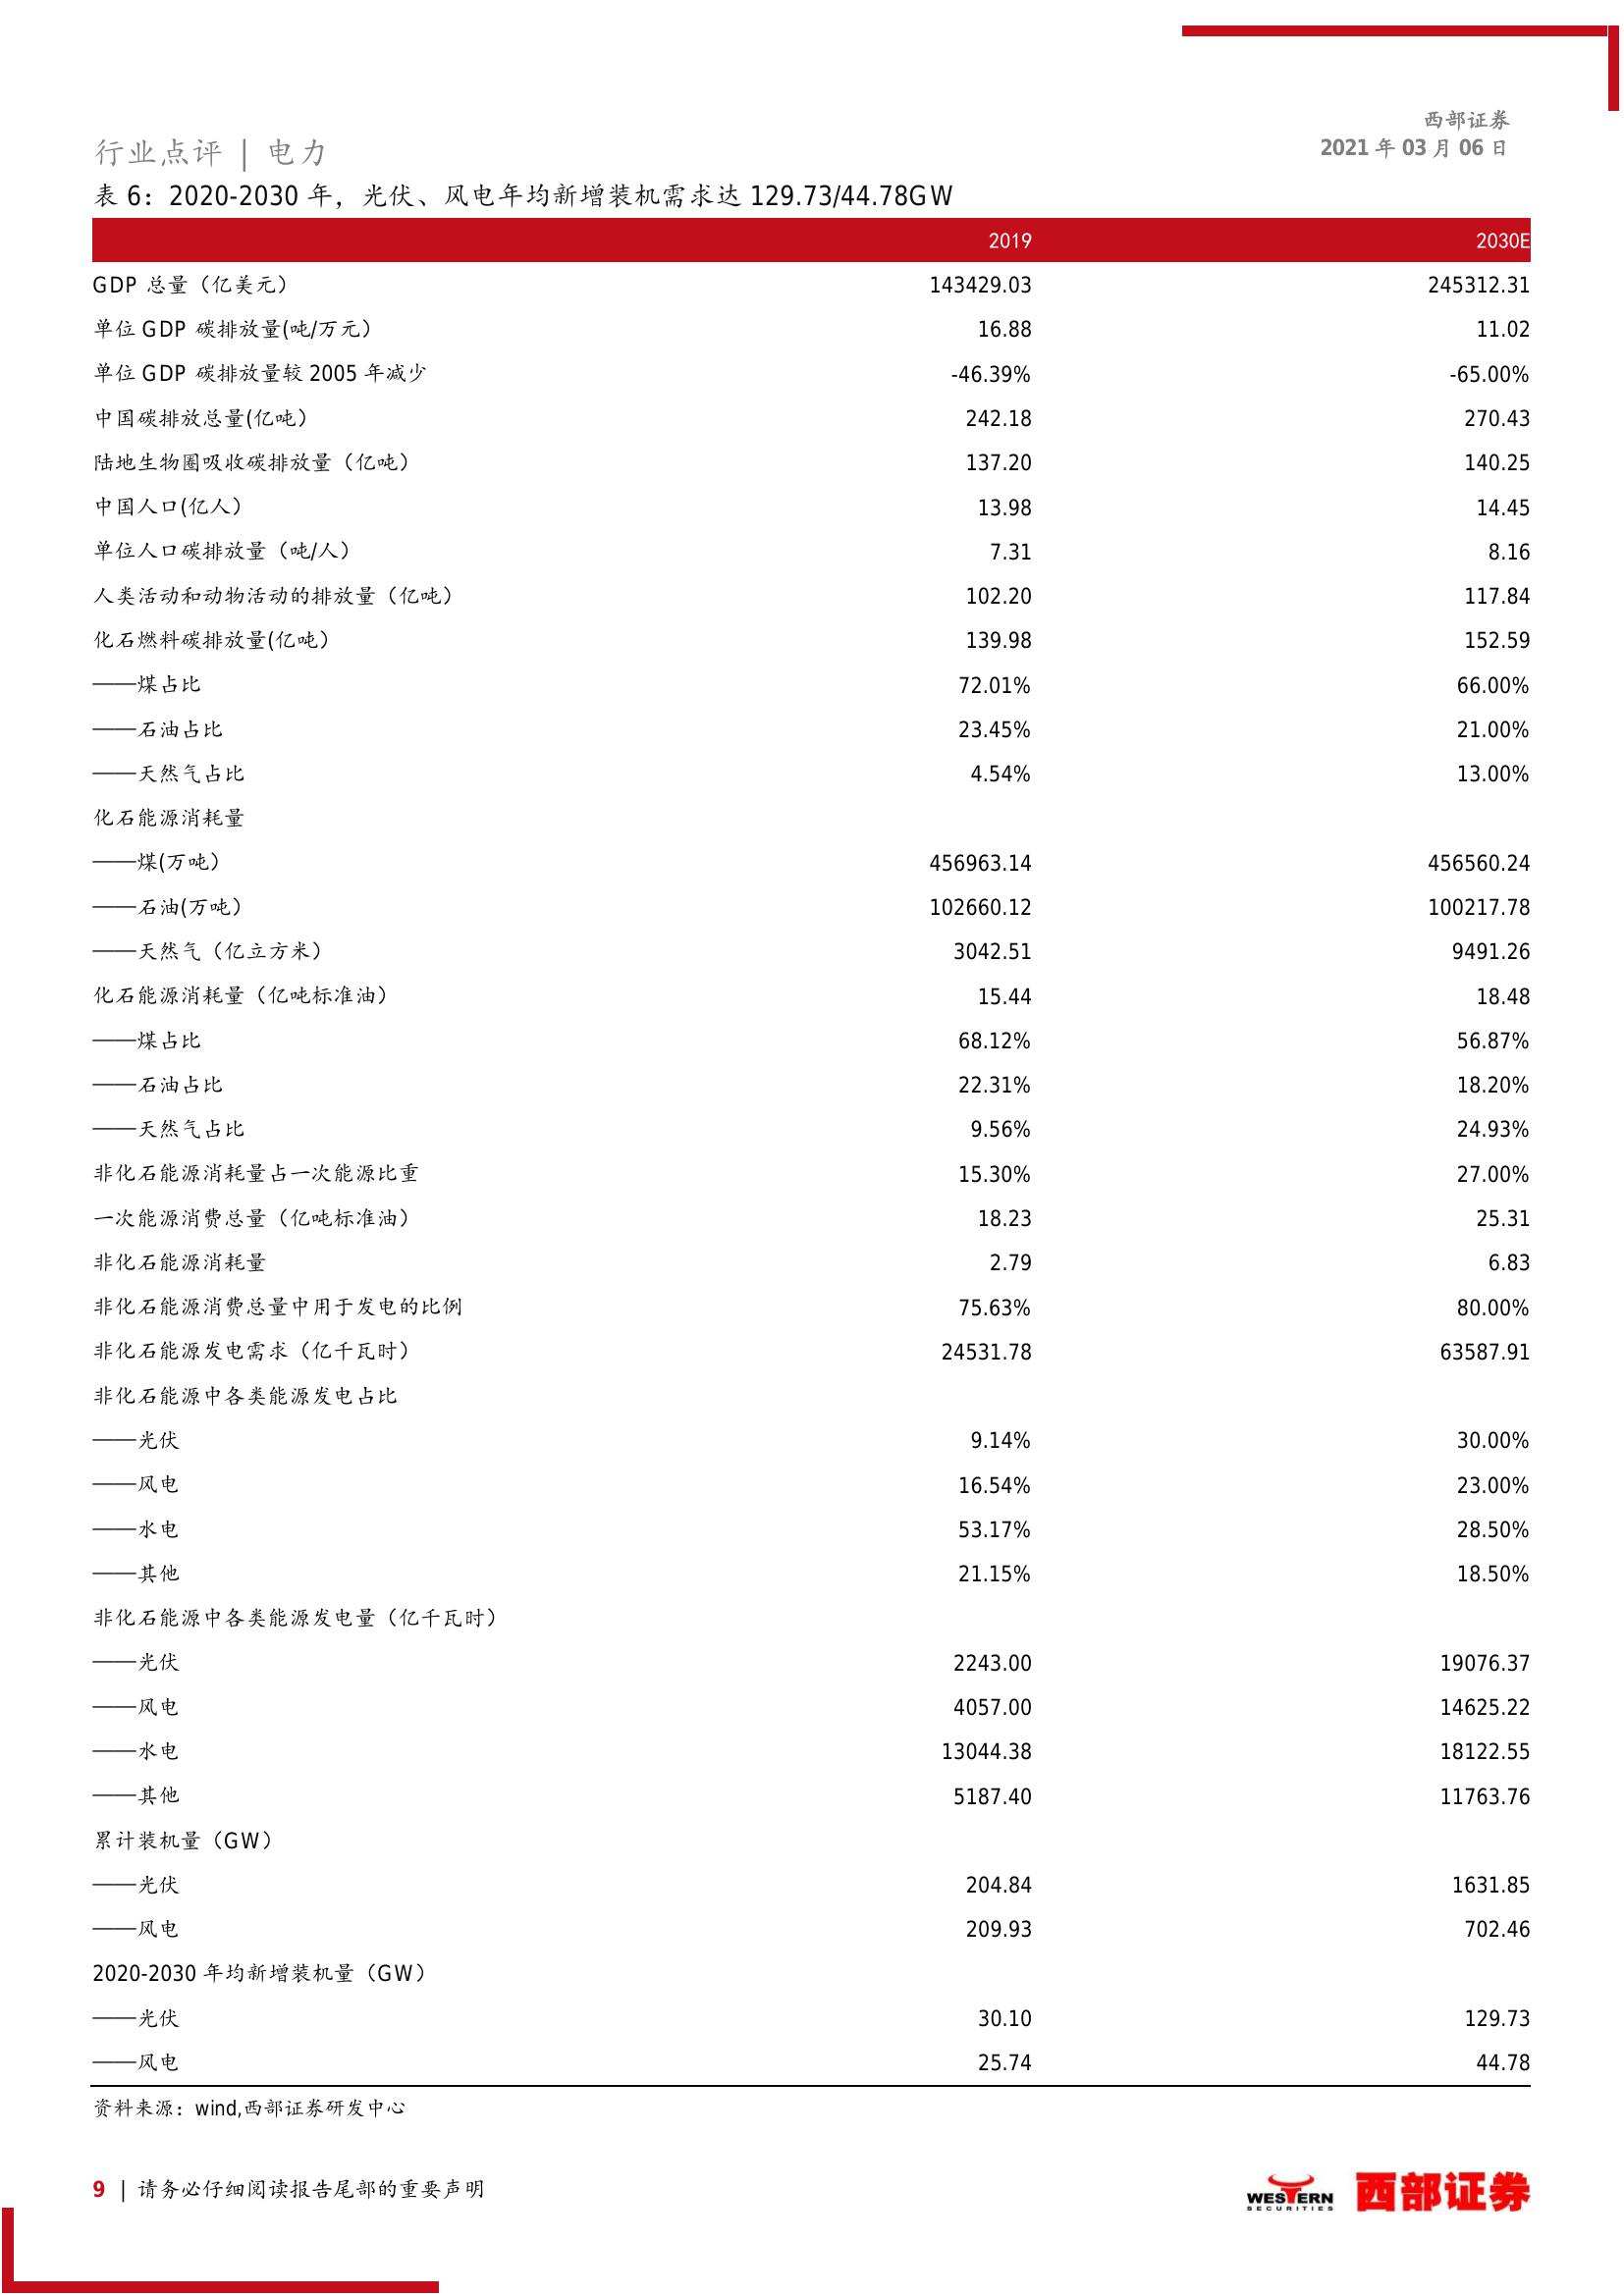 西部证券
行业点评 | 电力
2021 年 03 月 06 日
表 6：2020-2030 年，光伏、风电年均新增装机需求达 129.73/44.78GW
2019 2030E
GDP 总量（亿美元） 143429.03 245312.31
单位 GDP 碳排放量(吨/万元） 16.88 11.02
单位 GDP 碳排放量较 2005 年减少 -46.39% -65.00%
中国碳排放总量(亿吨） 242.18 270.43
陆地生物圈吸收碳排放量（亿吨） 137.20 140.25
中国人口(亿人） 13.98 14.45
单位人口碳排放量（吨/人） 7.31 8.16
人类活动和动物活动的排放量（亿吨） 102.20 117.84
化石燃料碳排放量(亿吨） 139.98 152.59
——煤占比 72.01% 66.00%
——石油占比 23.45% 21.00%
——天然气占比 4.54% 13.00%
化石能源消耗量
——煤(万吨） 456963.14 456560.24
——石油(万吨） 102660.12 100217.78
——天然气（亿立方米） 3042.51 9491.26
化石能源消耗量（亿吨标准油） 15.44 18.48
——煤占比 68.12% 56.87%
——石油占比 22.31% 18.20%
——天然气占比 9.56% 24.93%
非化石能源消耗量占一次能源比重 15.30% 27.00%
一次能源消费总量（亿吨标准油） 18.23 25.31
非化石能源消耗量 2.79 6.83
非化石能源消费总量中用于发电的比例 75.63% 80.00%
非化石能源发电需求（亿千瓦时） 24531.78 63587.91
非化石能源中各类能源发电占比
——光伏 9.14% 30.00%
——风电 16.54% 23.00%
——水电 53.17% 28.50%
——其他 21.15% 18.50%
非化石能源中各类能源发电量（亿千瓦时）
——光伏 2243.00 19076.37
——风电 4057.00 14625.22
——水电 13044.38 18122.55
——其他 5187.40 11763.76
累计装机量（GW）
——光伏 204.84 1631.85
——风电 209.93 702.46
2020-2030 年均新增装机量（GW）
——光伏 30.10 129.73
——风电 25.74 44.78
资料来源：wind,西部证券研发中心
9 | 请务必仔细阅读报告尾部的重要声明
WESTERN
SECURITIES
西部证券